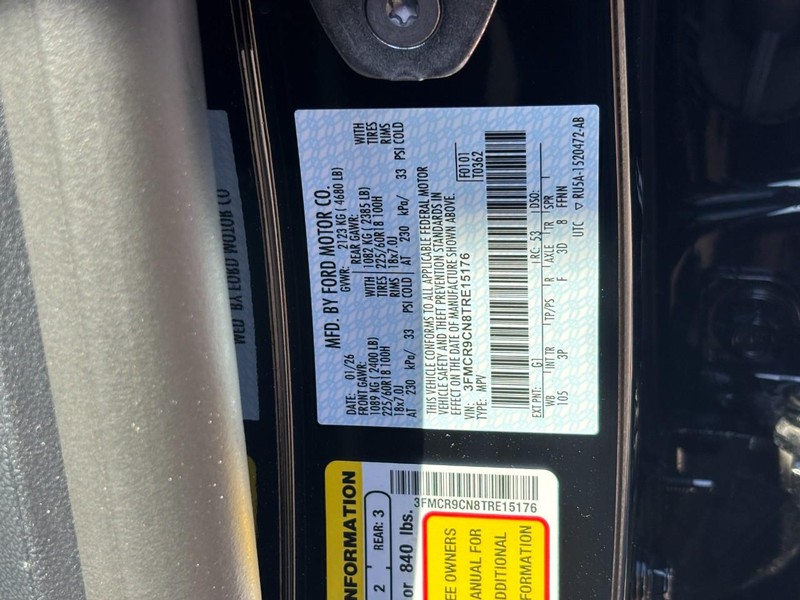 MFD. BY FORD MOTOR CO.
DATE: 01/26
GVWR: 2123 KG ( 4680 LB)
FRONT GAWR:
1089 KG (2400 LB)
225/60R18 100H
18x7.0J
AT 230 kPa/ 33 PSI COLD
WITH
TIRES
RIMS
REAR GAWR:
1082 KG ( 2385 LB)
225/60R18 100H
18x7.0J
AT 230 kPa/ 33 PSI COLD
WITH
TIRES
RIMS
THIS VEHICLE CONFORMS TO ALL APPLICABLE FEDERAL MOTOR
VEHICLE SAFETY AND THEFT PREVENTION STANDARDS IN
EFFECT ON THE DATE OF MANUFACTURE SHOWN ABOVE.
VIN: 3FMCR9CN8TRE15176
TYPE: MPV
F0101
T0362
EXT PNT: G1 RC: 53 DSO:
WB INT TR TP/PS R AXLE TR SPR
105 3P F 3D 8 FFNN
UTC ▽ RU5A-1520472-AB
MFD. BY FORD MOTOR CO
3FMCR9CN8TRE15176
NFORMATION
2 REAR: 3
or 840 lbs.
EE OWNERS
ANUAL FOR
DDITIONAL
FORMATION